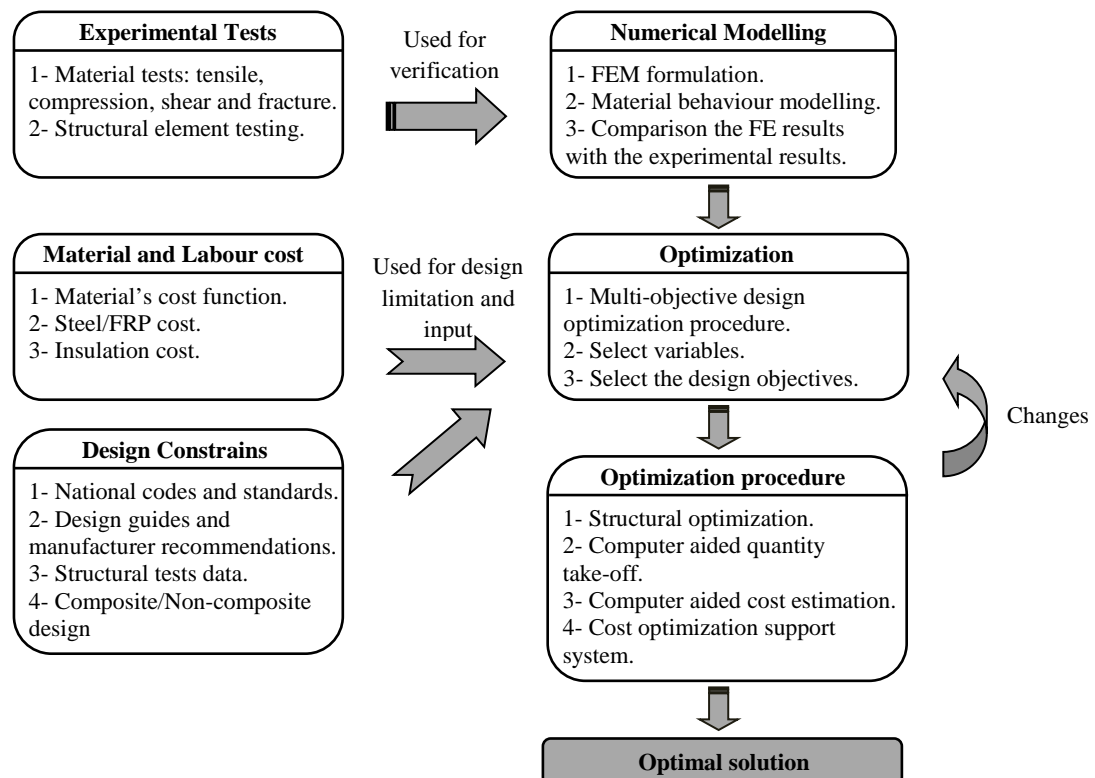 Experimental Tests
1- Material tests: tensile,
compression, shear and fracture.
2- Structural element testing.
Used for
verification
Numerical Modelling
1- FEM formulation.
2- Material behaviour modelling.
3- Comparison the FE results
with the experimental results.
Material and Labour cost
1- Material’s cost function.
2- Steel/FRP cost.
3- Insulation cost.
Used for design
limitation and
input
Optimization
1- Multi-objective design
optimization procedure.
2- Select variables.
3- Select the design objectives.
Changes
Design Constrains
1- National codes and standards.
2- Design guides and
manufacturer recommendations.
3- Structural tests data.
4- Composite/Non-composite
design
Optimization procedure
1- Structural optimization.
2- Computer aided quantity
take-off.
3- Computer aided cost estimation.
4- Cost optimization support
system.
Optimal solution